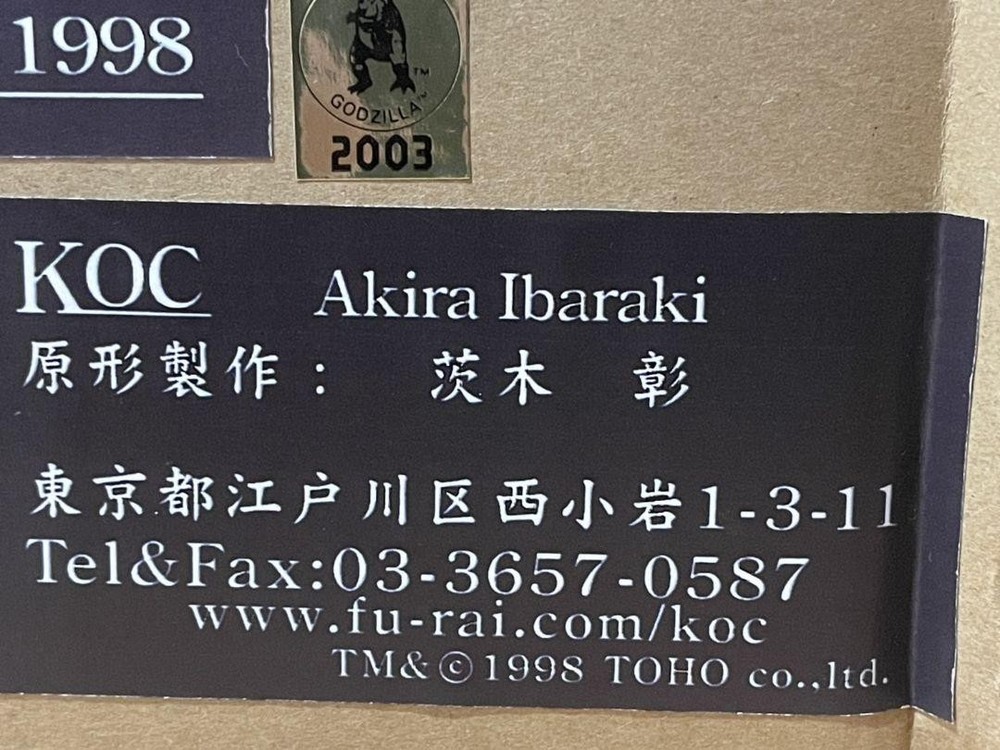 1998
GODZILLA™
2003
KOC Akira Ibaraki
原形製作： 茨木 彰
東京都江戸川区西小岩1-3-11
Tel&Fax:03-3657-0587
www.fu-rai.com/koc
TM&©1998 TOHO co.,ltd.